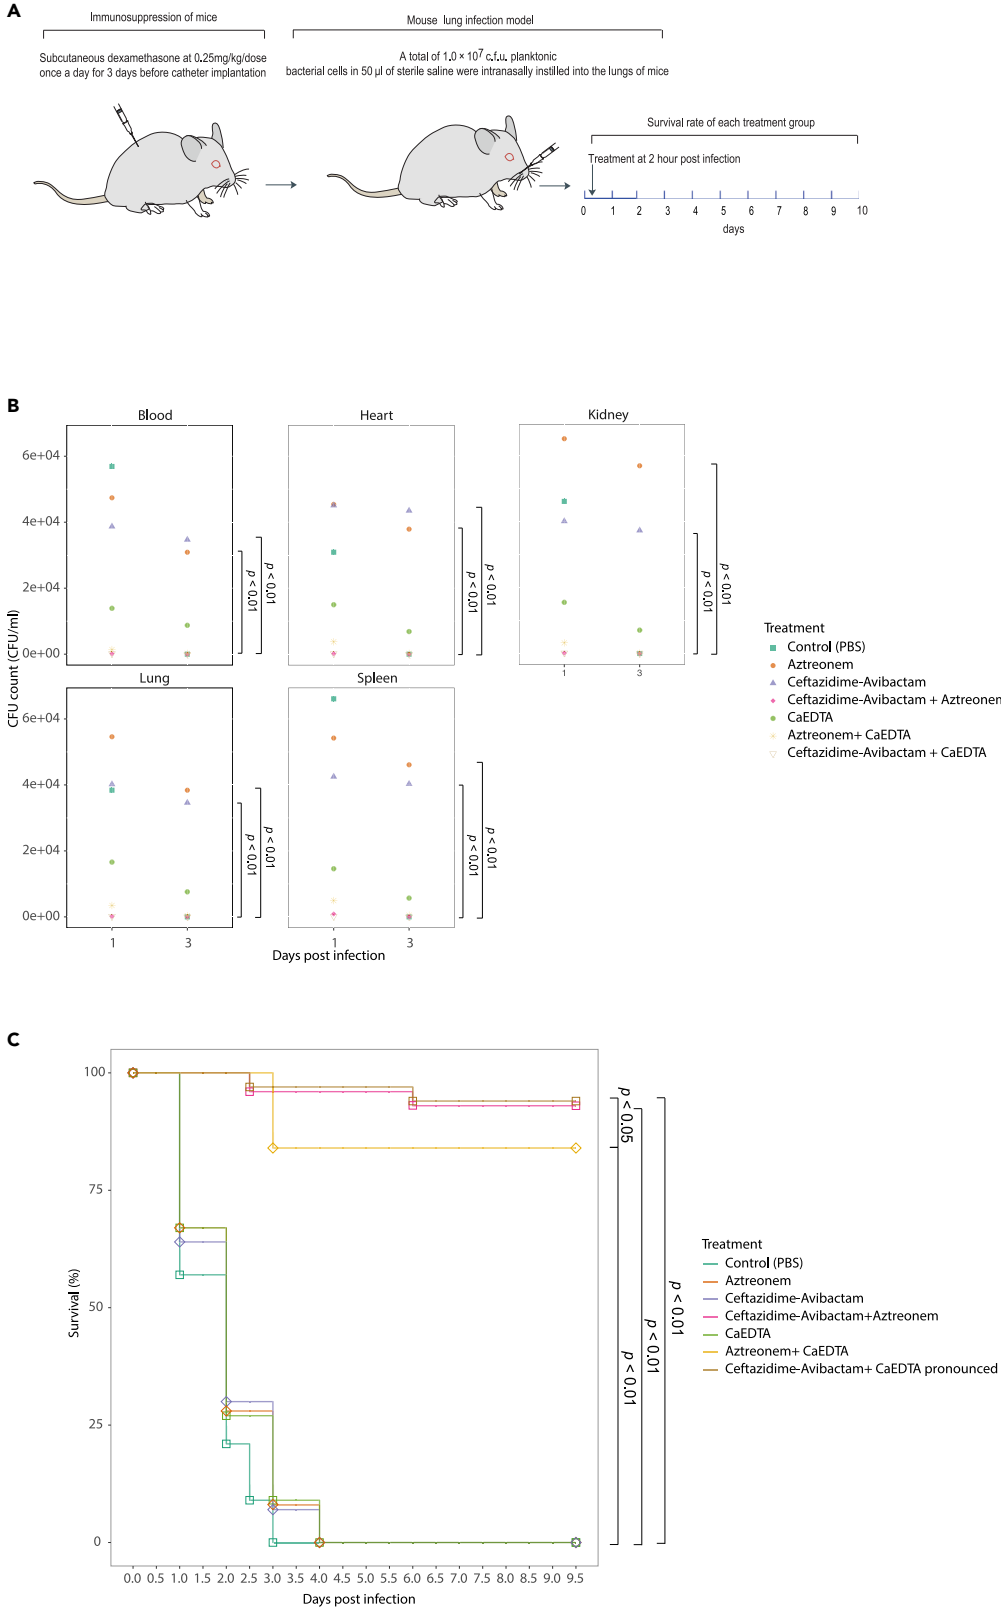 A
Immunosuppression of mice
Mouse lung infection model
Subcutaneous dexamethasone at 0.25mg/kg/dose
once a day for 3 days before catheter implantation
A total of 1.0 × 10⁷ c.f.u. planktonic
bacterial cells in 50 µl of sterile saline were intranasally instilled into the lungs of mice
Survival rate of each treatment group
Treatment at 2 hour post infection
0 1 2 3 4 5 6 7 8 9 10
days
B
Blood
Heart
Kidney
6e+04
4e+04
2e+04
0e+00
p < 0.01
p < 0.01
p < 0.01
p < 0.01
p < 0.01
p < 0.01
1 3
CFU count (CFU/ml)
Lung
Spleen
6e+04
4e+04
2e+04
0e+00
p < 0.01
p < 0.01
p < 0.01
p < 0.01
1 3
1 3
Days post infection
Treatment
Control (PBS)
Aztreonem
Ceftazidime-Avibactam
Ceftazidime-Avibactam + Aztreonem
CaEDTA
Aztreonem+ CaEDTA
Ceftazidime-Avibactam + CaEDTA
C
Survival (%)
100
75
50
25
0
0.0 0.5 1.0 1.5 2.0 2.5 3.0 3.5 4.0 4.5 5.0 5.5 6.0 6.5 7.0 7.5 8.0 8.5 9.0 9.5
Days post infection
p < 0.05
p < 0.01
p < 0.01
p < 0.01
Treatment
Control (PBS)
Aztreonem
Ceftazidime-Avibactam
Ceftazidime-Avibactam+Aztreonem
CaEDTA
Aztreonem+ CaEDTA
Ceftazidime-Avibactam+ CaEDTA pronounced